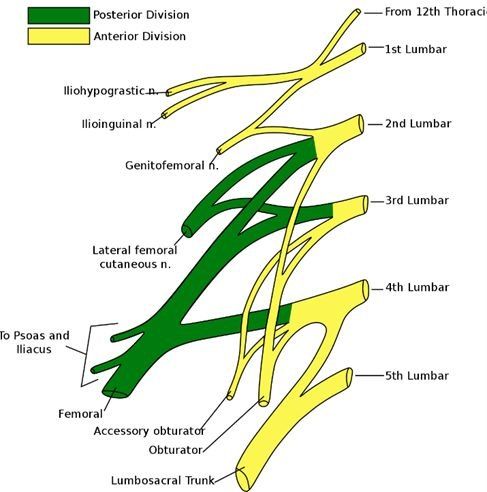 Posterior Division
Anterior Division
From 12th Thoraci
1st Lumbar
Iliohypograstic n.
Ilioinguinal n.
2nd Lumbar
Genitofemoral n.
3rd Lumbar
Lateral femoral
cutaneous n.
4th Lumbar
To Psoas and
Iliacus
5th Lumbar
Femoral
Accessory obturator
Obturator
Lumbosacral Trunk